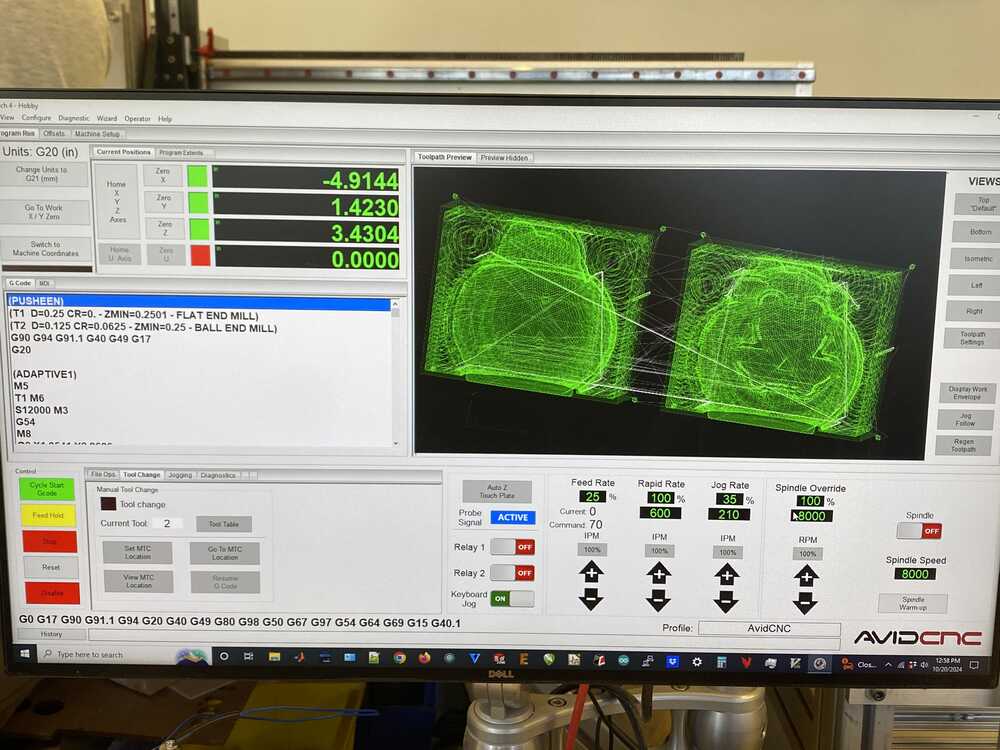 ch 4 - Hobby
View Configure Diagnostic Wizard Operator Help
rogram Run Offsets Machine Setup
Units: G20 (in)
Change Units to
G21 (mm)
Go To Work
X / Y Zero
Switch to
Machine Coordinates
Current Positions Program Extents
Home
X
Y
Z
Axes
Zero
X
-4.9144
Zero
Y
1.4230
Zero
Z
3.4304
Home
U Axis
Zero
U
0.0000
G Code MDI
(PUSHEEN)
(T1 D=0.25 CR=0. - ZMIN=0.2501 - FLAT END MILL)
(T2 D=0.125 CR=0.0625 - ZMIN=0.25 - BALL END MILL)
G90 G94 G91.1 G40 G49 G17
G20
(ADAPTIVE1)
M5
T1 M6
S12000 M3
G54
M8
Toolpath Preview Preview Hidden
VIEWS
Top
"Default"
Bottom
Isometric
Left
Right
Toolpath
Settings
Display Work
Envelope
Jog
Follow
Regen
Toolpath
Control
Cycle Start
Gcode
Feed Hold
Stop
Reset
Disable
File Ops Tool Change Jogging Diagnostics
Manual Tool Change
Tool change
Current Tool: 2
Tool Table
Set MTC
Location
Go To MTC
Location
View MTC
Location
Resume
G Code
Auto Z
Touch Plate
Probe
Signal
ACTIVE
Relay 1 OFF
Relay 2 OFF
Keyboard
Jog
ON
Feed Rate
25 %
Current: 0
Command: 70
IPM
100%
Rapid Rate
100 %
600
IPM
100%
Jog Rate
35 %
210
IPM
100%
Spindle Override
100 %
8000
RPM
100%
Spindle
OFF
Spindle Speed
8000
Spindle
Warm-up
G0 G17 G90 G91.1 G94 G20 G40 G49 G80 G98 G50 G67 G97 G54 G64 G69 G15 G40.1
History
Profile: AvidCNC
AVIDCNC
Type here to search
Clos...
12:58 PM
10/20/2024
DELL